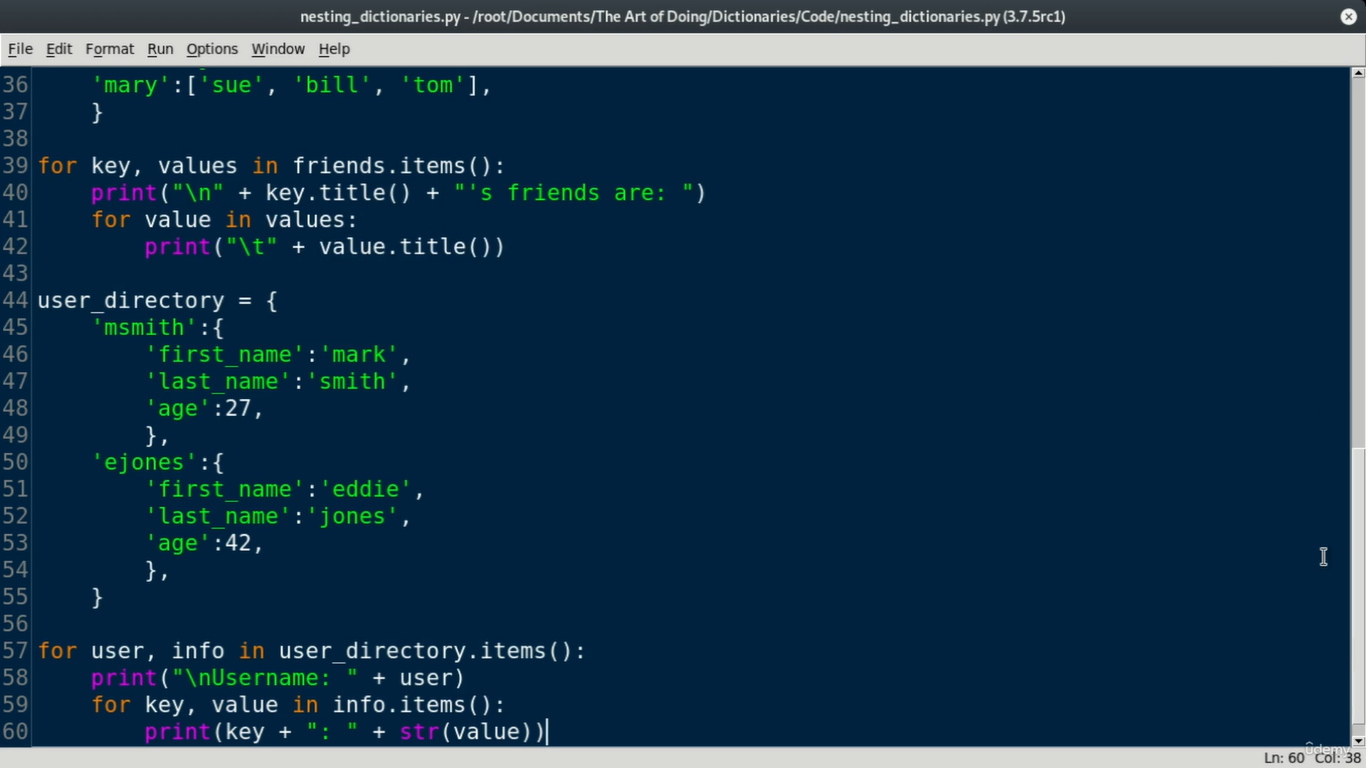 nesting_dictionaries.py - /root/Documents/The Art of Doing/Dictionaries/Code/nesting_dictionaries.py (3.7.5rc1)
File Edit Format Run Options Window Help
36     'mary':['sue', 'bill', 'tom'],
37     }
38
39 for key, values in friends.items():
40     print("\n" + key.title() + "'s friends are: ")
41     for value in values:
42         print("\t" + value.title())
43
44 user_directory = {
45     'msmith':{
46         'first_name':'mark',
47         'last_name':'smith',
48         'age':27,
49         },
50     'ejones':{
51         'first_name':'eddie',
52         'last_name':'jones',
53         'age':42,
54         },
55     }
56
57 for user, info in user_directory.items():
58     print("\nUsername: " + user)
59     for key, value in info.items():
60         print(key + ": " + str(value))
udemy
Ln: 60 Col: 38